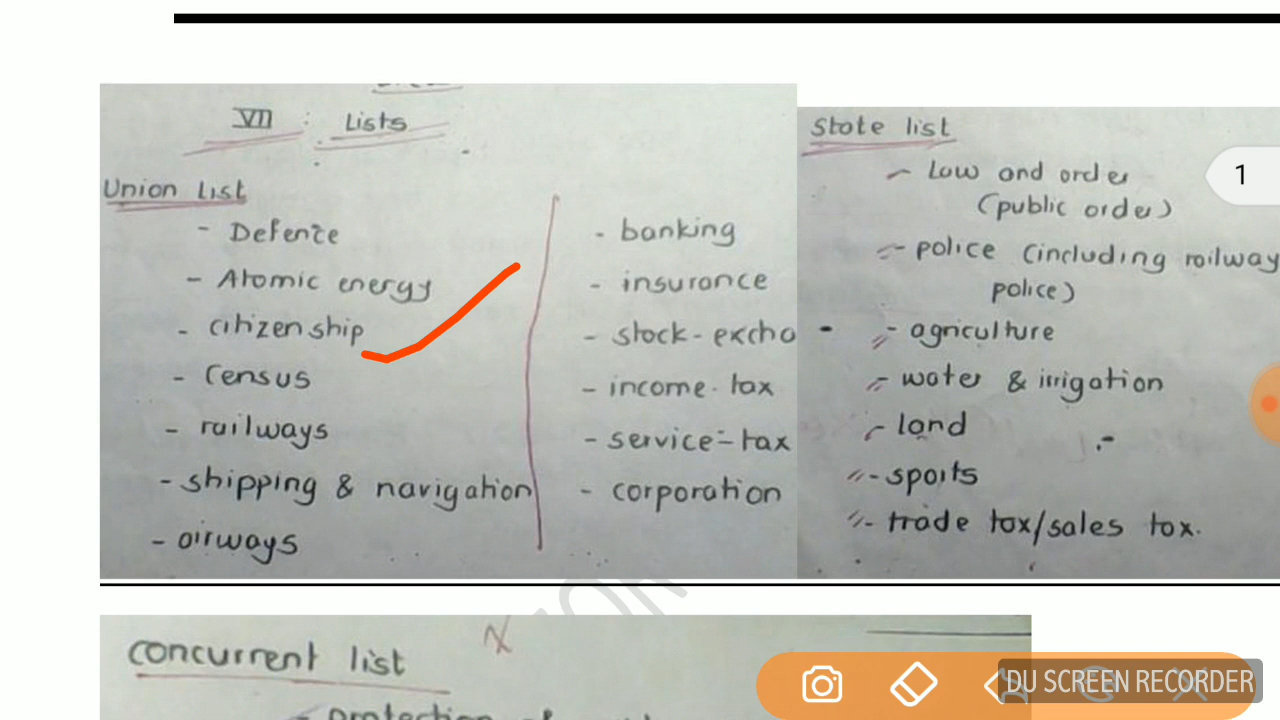 VII : Lists
Union List
- Defence
- Atomic energy
- citizenship
- Census
- railways
- shipping & navigation
- airways
- banking
- insurance
- stock-excha
- income-tax
- service-tax
- corporation
State list
- Law and order
(public order)
- police (including railway
police)
- agriculture
- water & irrigation
- land
- sports
- trade tax/sales tax.
1
concurrent list
DU SCREEN RECORDER